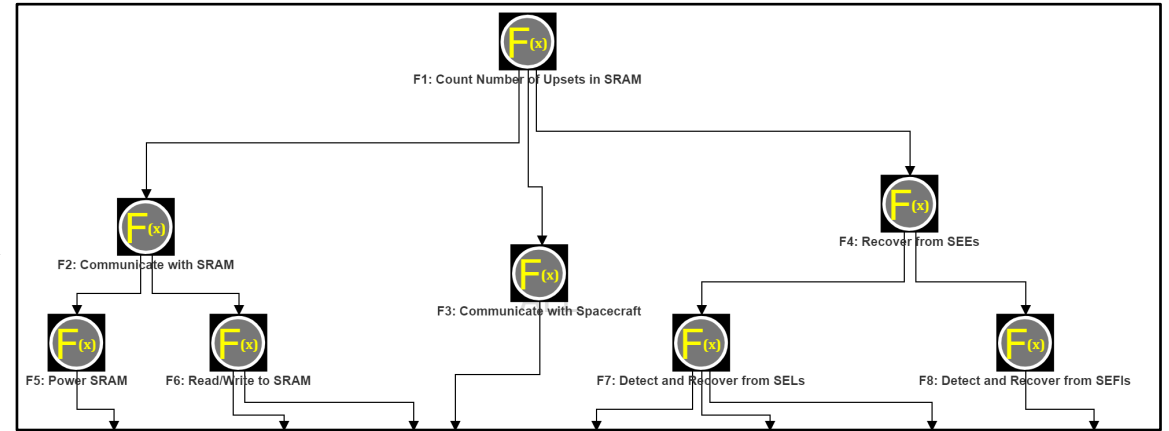 F(x)
F1: Count Number of Upsets in SRAM
F(x)
F4: Recover from SEEs
F(x)
F2: Communicate with SRAM
F(x)
F3: Communicate with Spacecraft
F(x)
F5: Power SRAM
F(x)
F6: Read/Write to SRAM
F(x)
F7: Detect and Recover from SELs
F(x)
F8: Detect and Recover from SEFIs